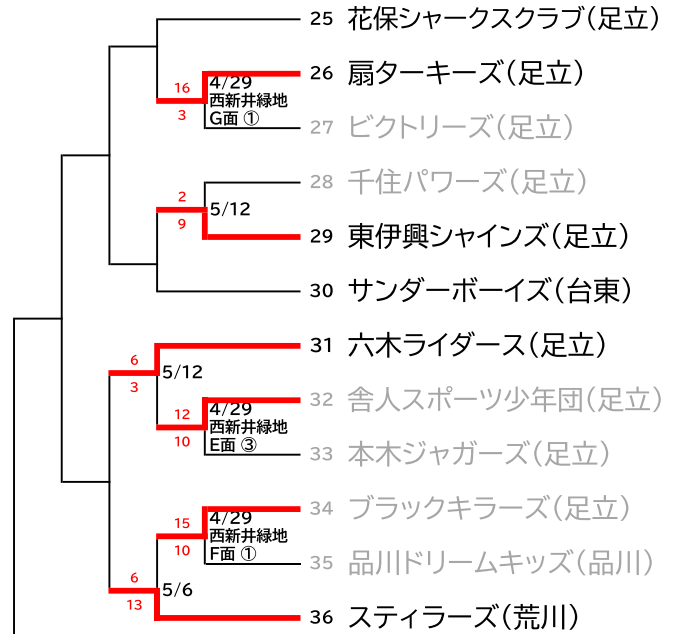 25 花保シャークスクラブ(足立)
26 扇ターキーズ(足立)
16
4/29
西新井緑地
3
G面 ①
27 ビクトリーズ(足立)
28 千住パワーズ(足立)
2
5/12
9
29 東伊興シャインズ(足立)
30 サンダーボーイズ(台東)
31 六木ライダース(足立)
6
5/12
3
32 舎人スポーツ少年団(足立)
12
4/29
西新井緑地
10
E面 ③
33 本木ジャガーズ(足立)
34 ブラックキラーズ(足立)
15
4/29
西新井緑地
10
F面 ①
35 品川ドリームキッズ(品川)
6
5/6
13
36 スティラーズ(荒川)